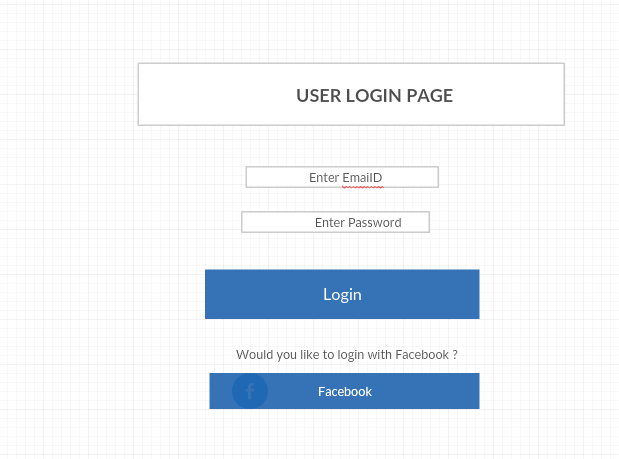 USER LOGIN PAGE
Enter EmailD
Enter Password
Login
Would you like to login with Facebook ?
f
Facebook